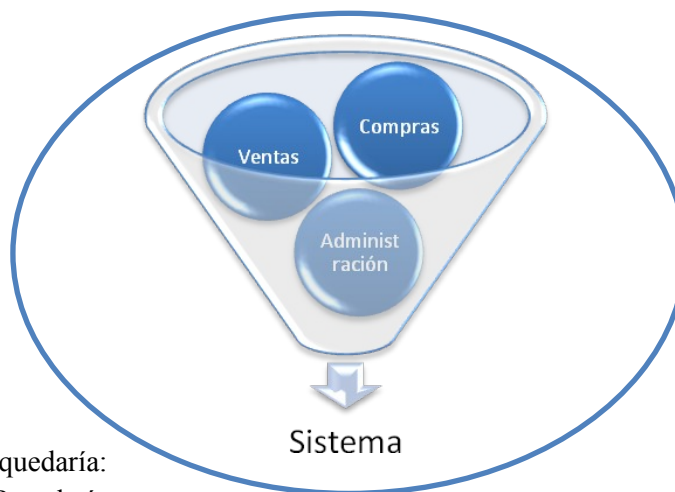 Compras
Ventas
Administ
ración
Sistema
quedaría: